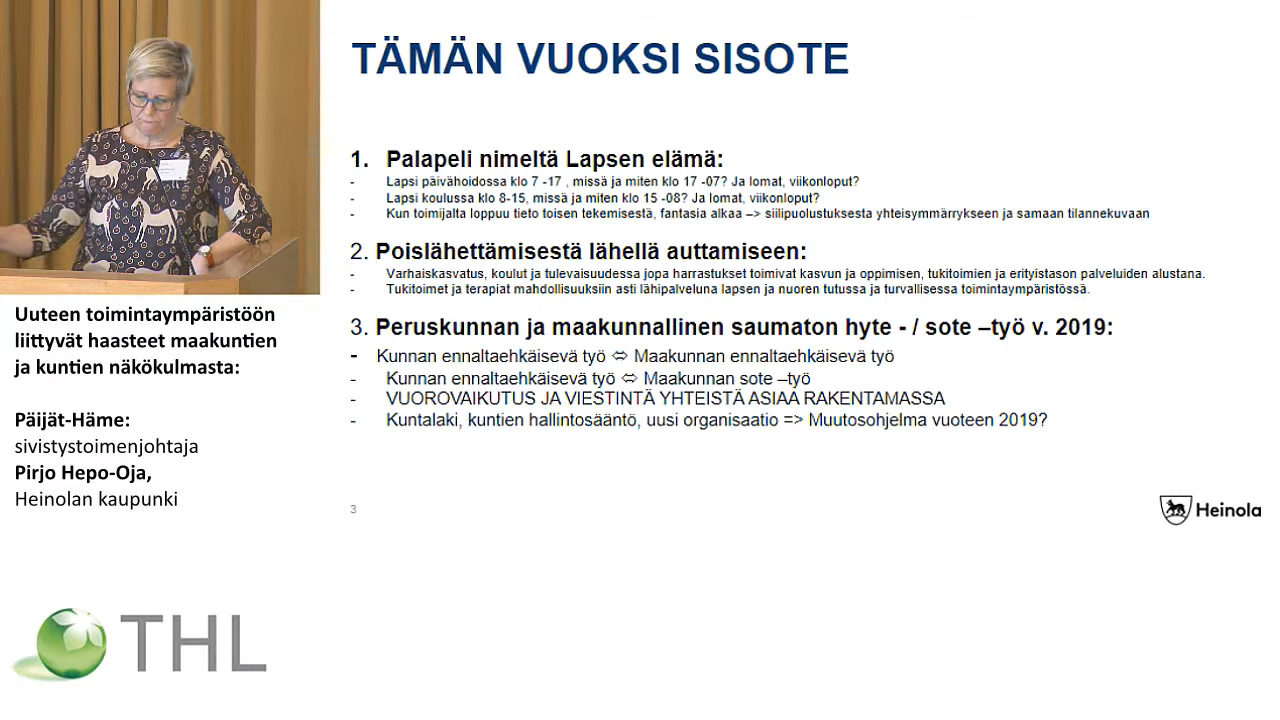 TÄMÄN VUOKSI SISOTE
1. Palapeli nimeltä Lapsen elämä:
- Lapsi päivähoidossa klo 7 -17 , missä ja miten klo 17 -07? Ja lomat, viikonloput?
- Lapsi koulussa klo 8-15, missä ja miten klo 15 -08? Ja lomat, viikonloput?
- Kun toimijalta loppuu tieto toisen tekemisestä, fantasia alkaa –> siilipuolustuksesta yhteisymmärrykseen ja samaan tilannekuvaan
2. Poislähettämisestä lähellä auttamiseen:
- Varhaiskasvatus, koulut ja tulevaisuudessa jopa harrastukset toimivat kasvun ja oppimisen, tukitoimien ja erityistason palveluiden alustana.
- Tukitoimet ja terapiat mahdollisuuksiin asti lähipalveluna lapsen ja nuoren tutussa ja turvallisessa toimintaympäristössä.
3. Peruskunnan ja maakunnallinen saumaton hyte - / sote –työ v. 2019:
- Kunnan ennaltaehkäisevä työ ⇔ Maakunnan ennaltaehkäisevä työ
- Kunnan ennaltaehkäisevä työ ⇔ Maakunnan sote –työ
- VUOROVAIKUTUS JA VIESTINTÄ YHTEISTÄ ASIAA RAKENTAMASSA
- Kuntalaki, kuntien hallintosääntö, uusi organisaatio => Muutosohjelma vuoteen 2019?
3
Heinola
Uuteen toimintaympäristöön
liittyvät haasteet maakuntien
ja kuntien näkökulmasta:
Päijät-Häme:
sivistystoimenjohtaja
Pirjo Hepo-Oja,
Heinolan kaupunki
THL